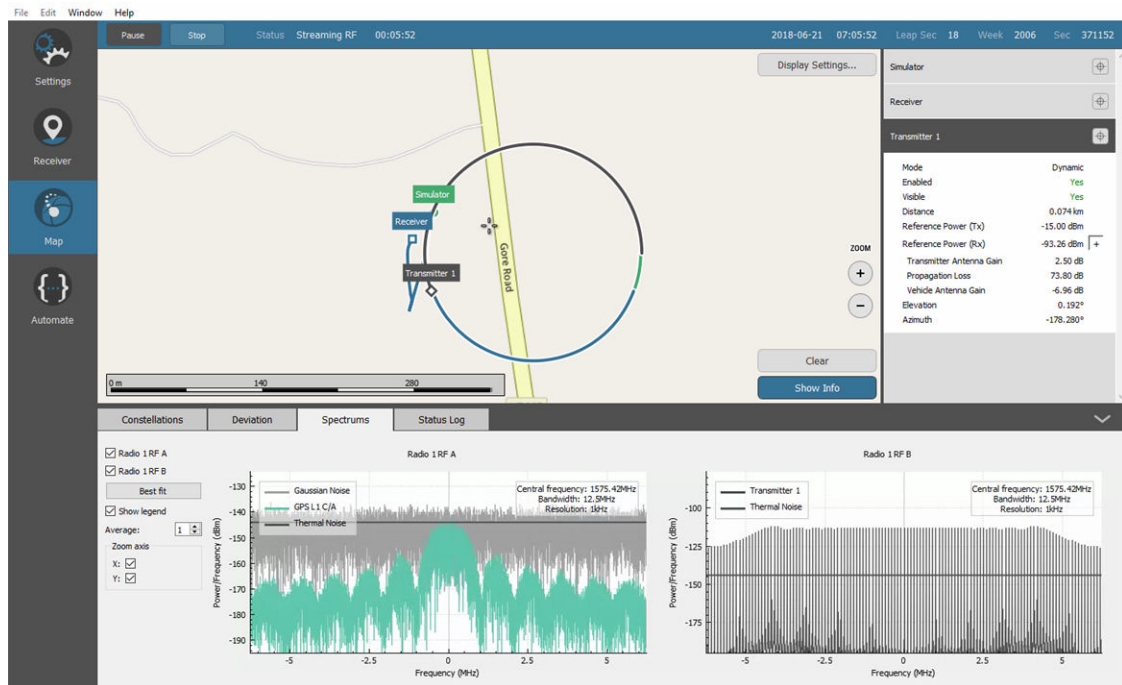 File Edit Window Help
Pause Stop Status Streaming RF 00:05:52 2018-06-21 07:05:52 Leap Sec 18 Week 2006 Sec 371152
Settings
Receiver
Map
Automate
Display Settings...
Simulator
Receiver
Transmitter 1
Gore Road
ZOOM
+
−
Clear
Show Info
0 m 140 280
Simulator
Receiver
Transmitter 1
Mode Dynamic
Enabled Yes
Visible Yes
Distance 0.074 km
Reference Power (Tx) -15.00 dBm
Reference Power (Rx) -93.26 dBm +
Transmitter Antenna Gain 2.50 dB
Propagation Loss 73.80 dB
Vehicle Antenna Gain -6.96 dB
Elevation 0.192°
Azimuth -178.280°
Constellations Deviation Spectrums Status Log
Radio 1 RF A
Radio 1 RF B
Best fit
Show legend
Average: 1
Zoom axis
X:
Y:
Radio 1 RF A
Gaussian Noise
GPS L1 C/A
Thermal Noise
Central frequency: 1575.42MHz
Bandwidth: 12.5MHz
Resolution: 1kHz
Power/Frequency (dBm)
-130
-140
-150
-160
-170
-180
-190
-5 -2.5 0 2.5 5
Frequency (MHz)
Radio 1 RF B
Transmitter 1
Thermal Noise
Central frequency: 1575.42MHz
Bandwidth: 12.5MHz
Resolution: 1kHz
Power/Frequency (dBm)
-100
-125
-150
-175
-5 -2.5 0 2.5 5
Frequency (MHz)